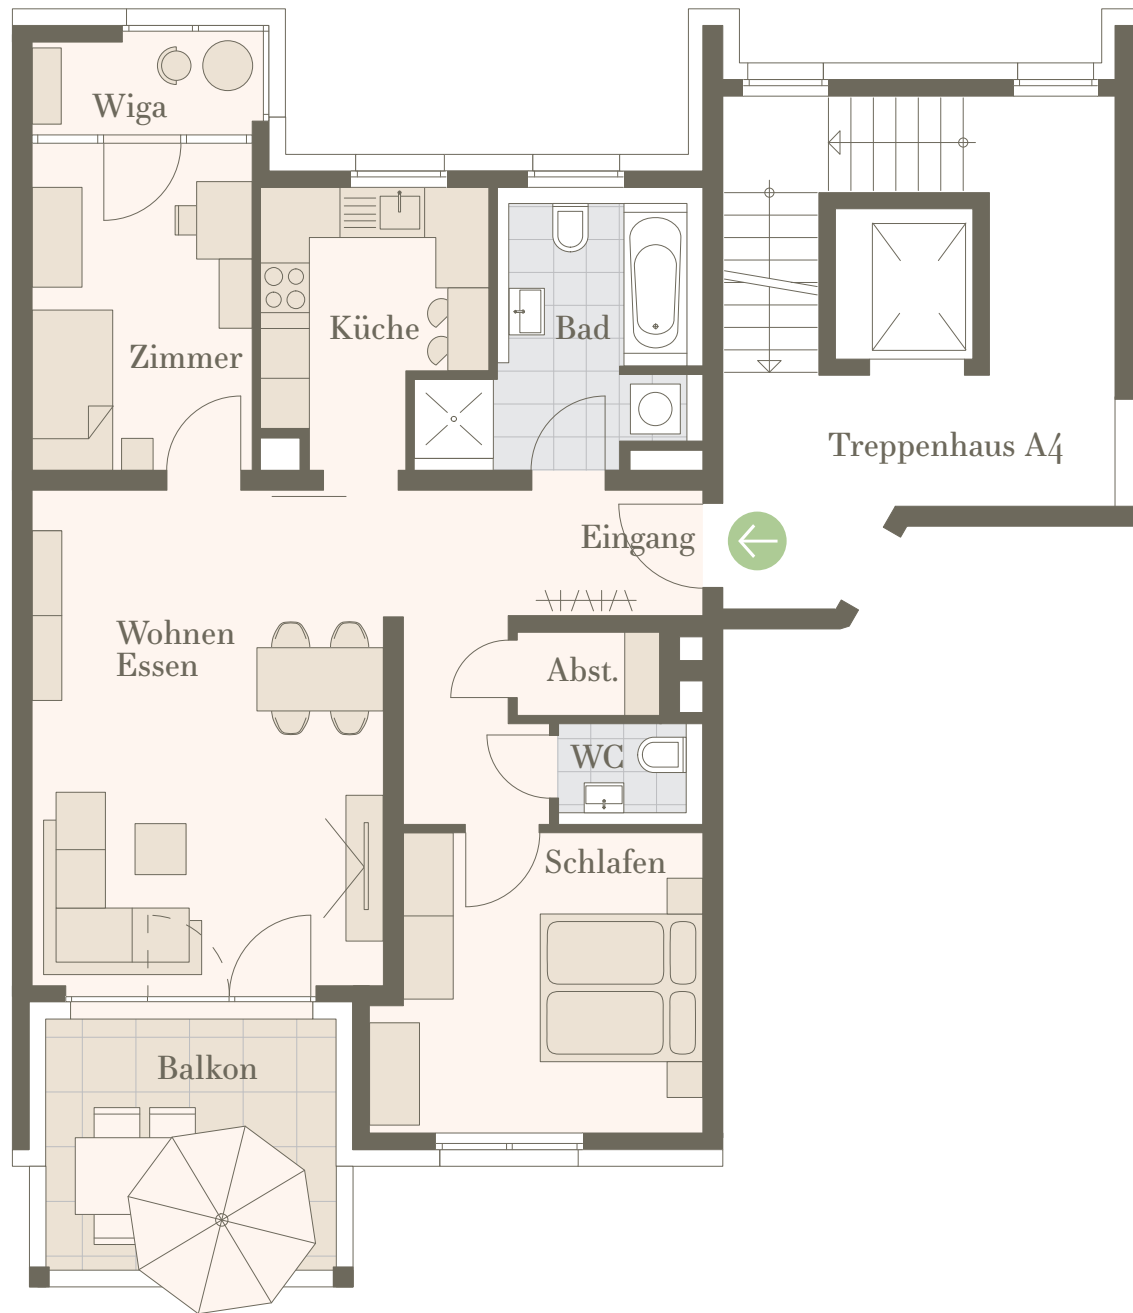 Wiga
Küche
Bad
Zimmer
Treppenhaus A4
Eingang
Wohnen
Essen
Abst.
WC
Schlafen
Balkon